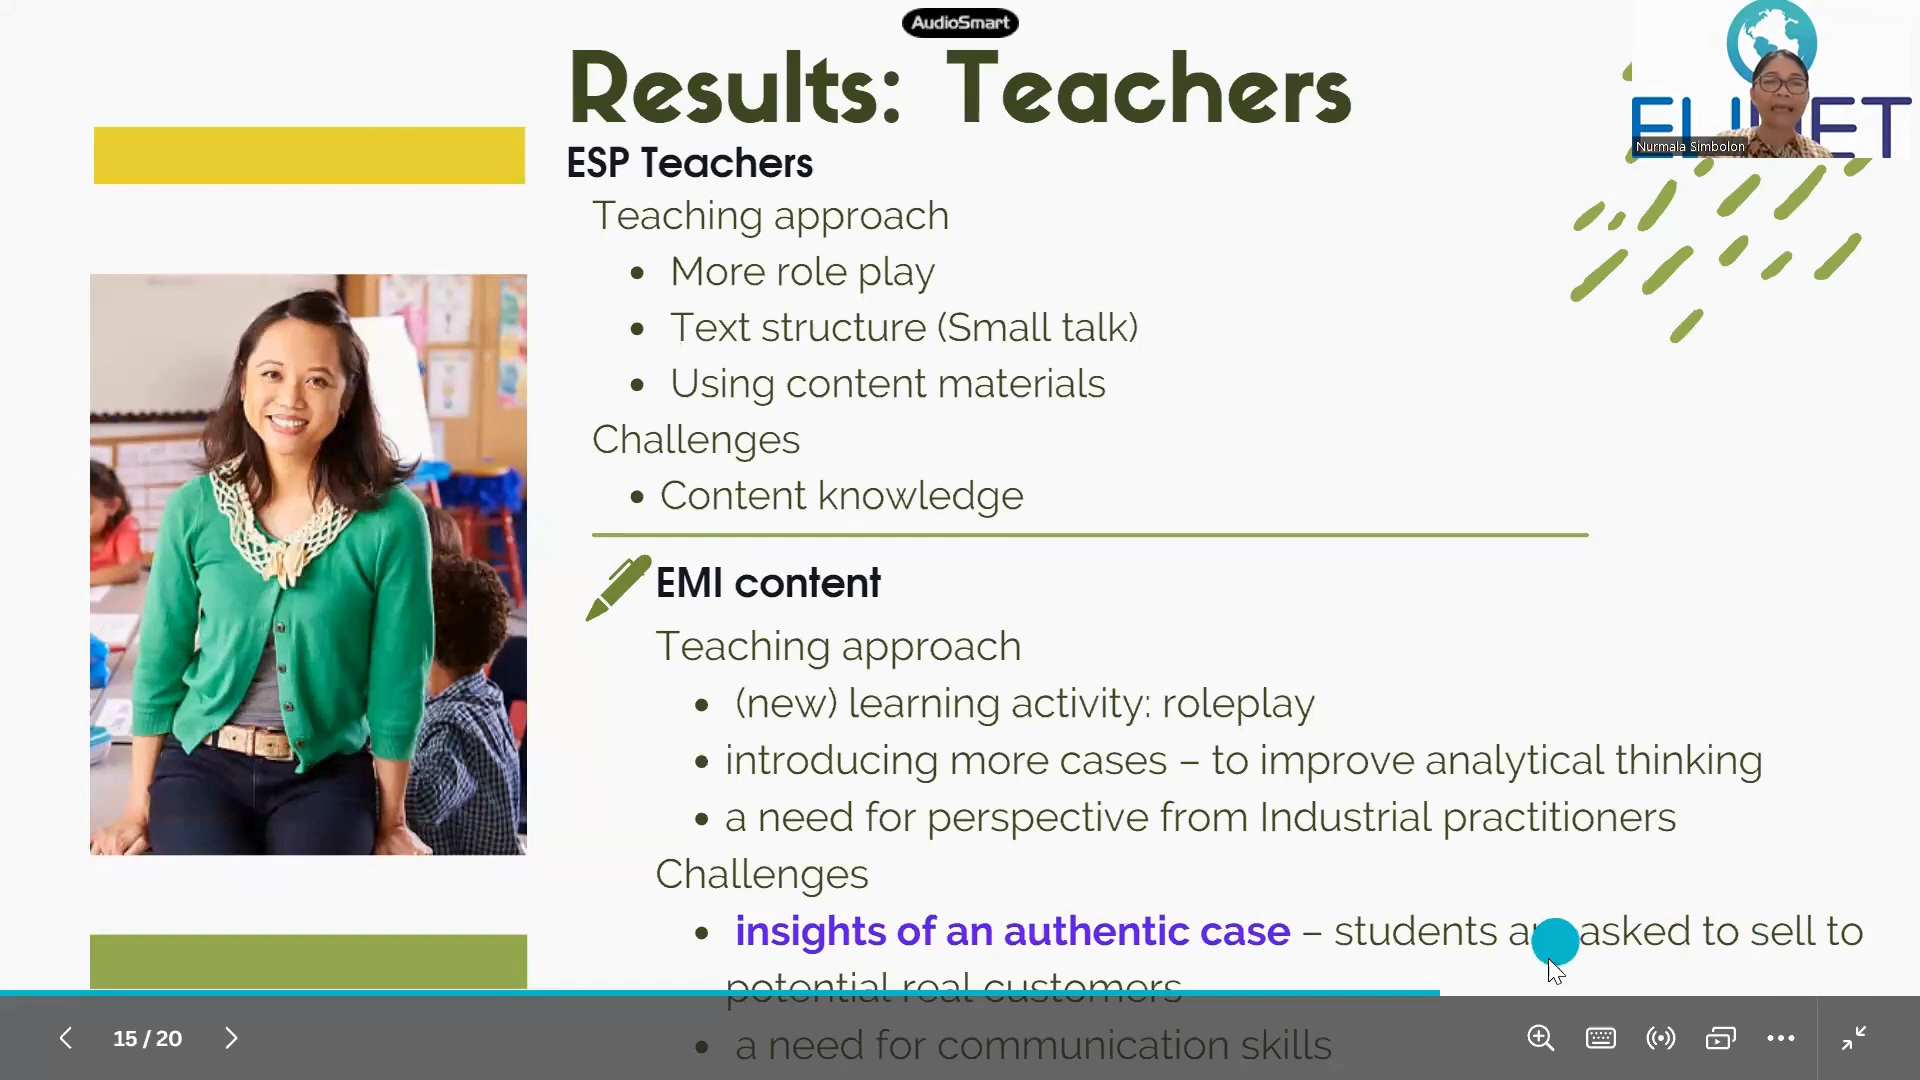 AudioSmart
Results: Teachers
Nurmala Simbolon
ESP Teachers
Teaching approach
• More role play
• Text structure (Small talk)
• Using content materials
Challenges
• Content knowledge
EMI content
Teaching approach
• (new) learning activity: roleplay
• introducing more cases – to improve analytical thinking
• a need for perspective from Industrial practitioners
Challenges
• insights of an authentic case – students asked to sell to
potential real customers
• a need for communication skills
15 / 20